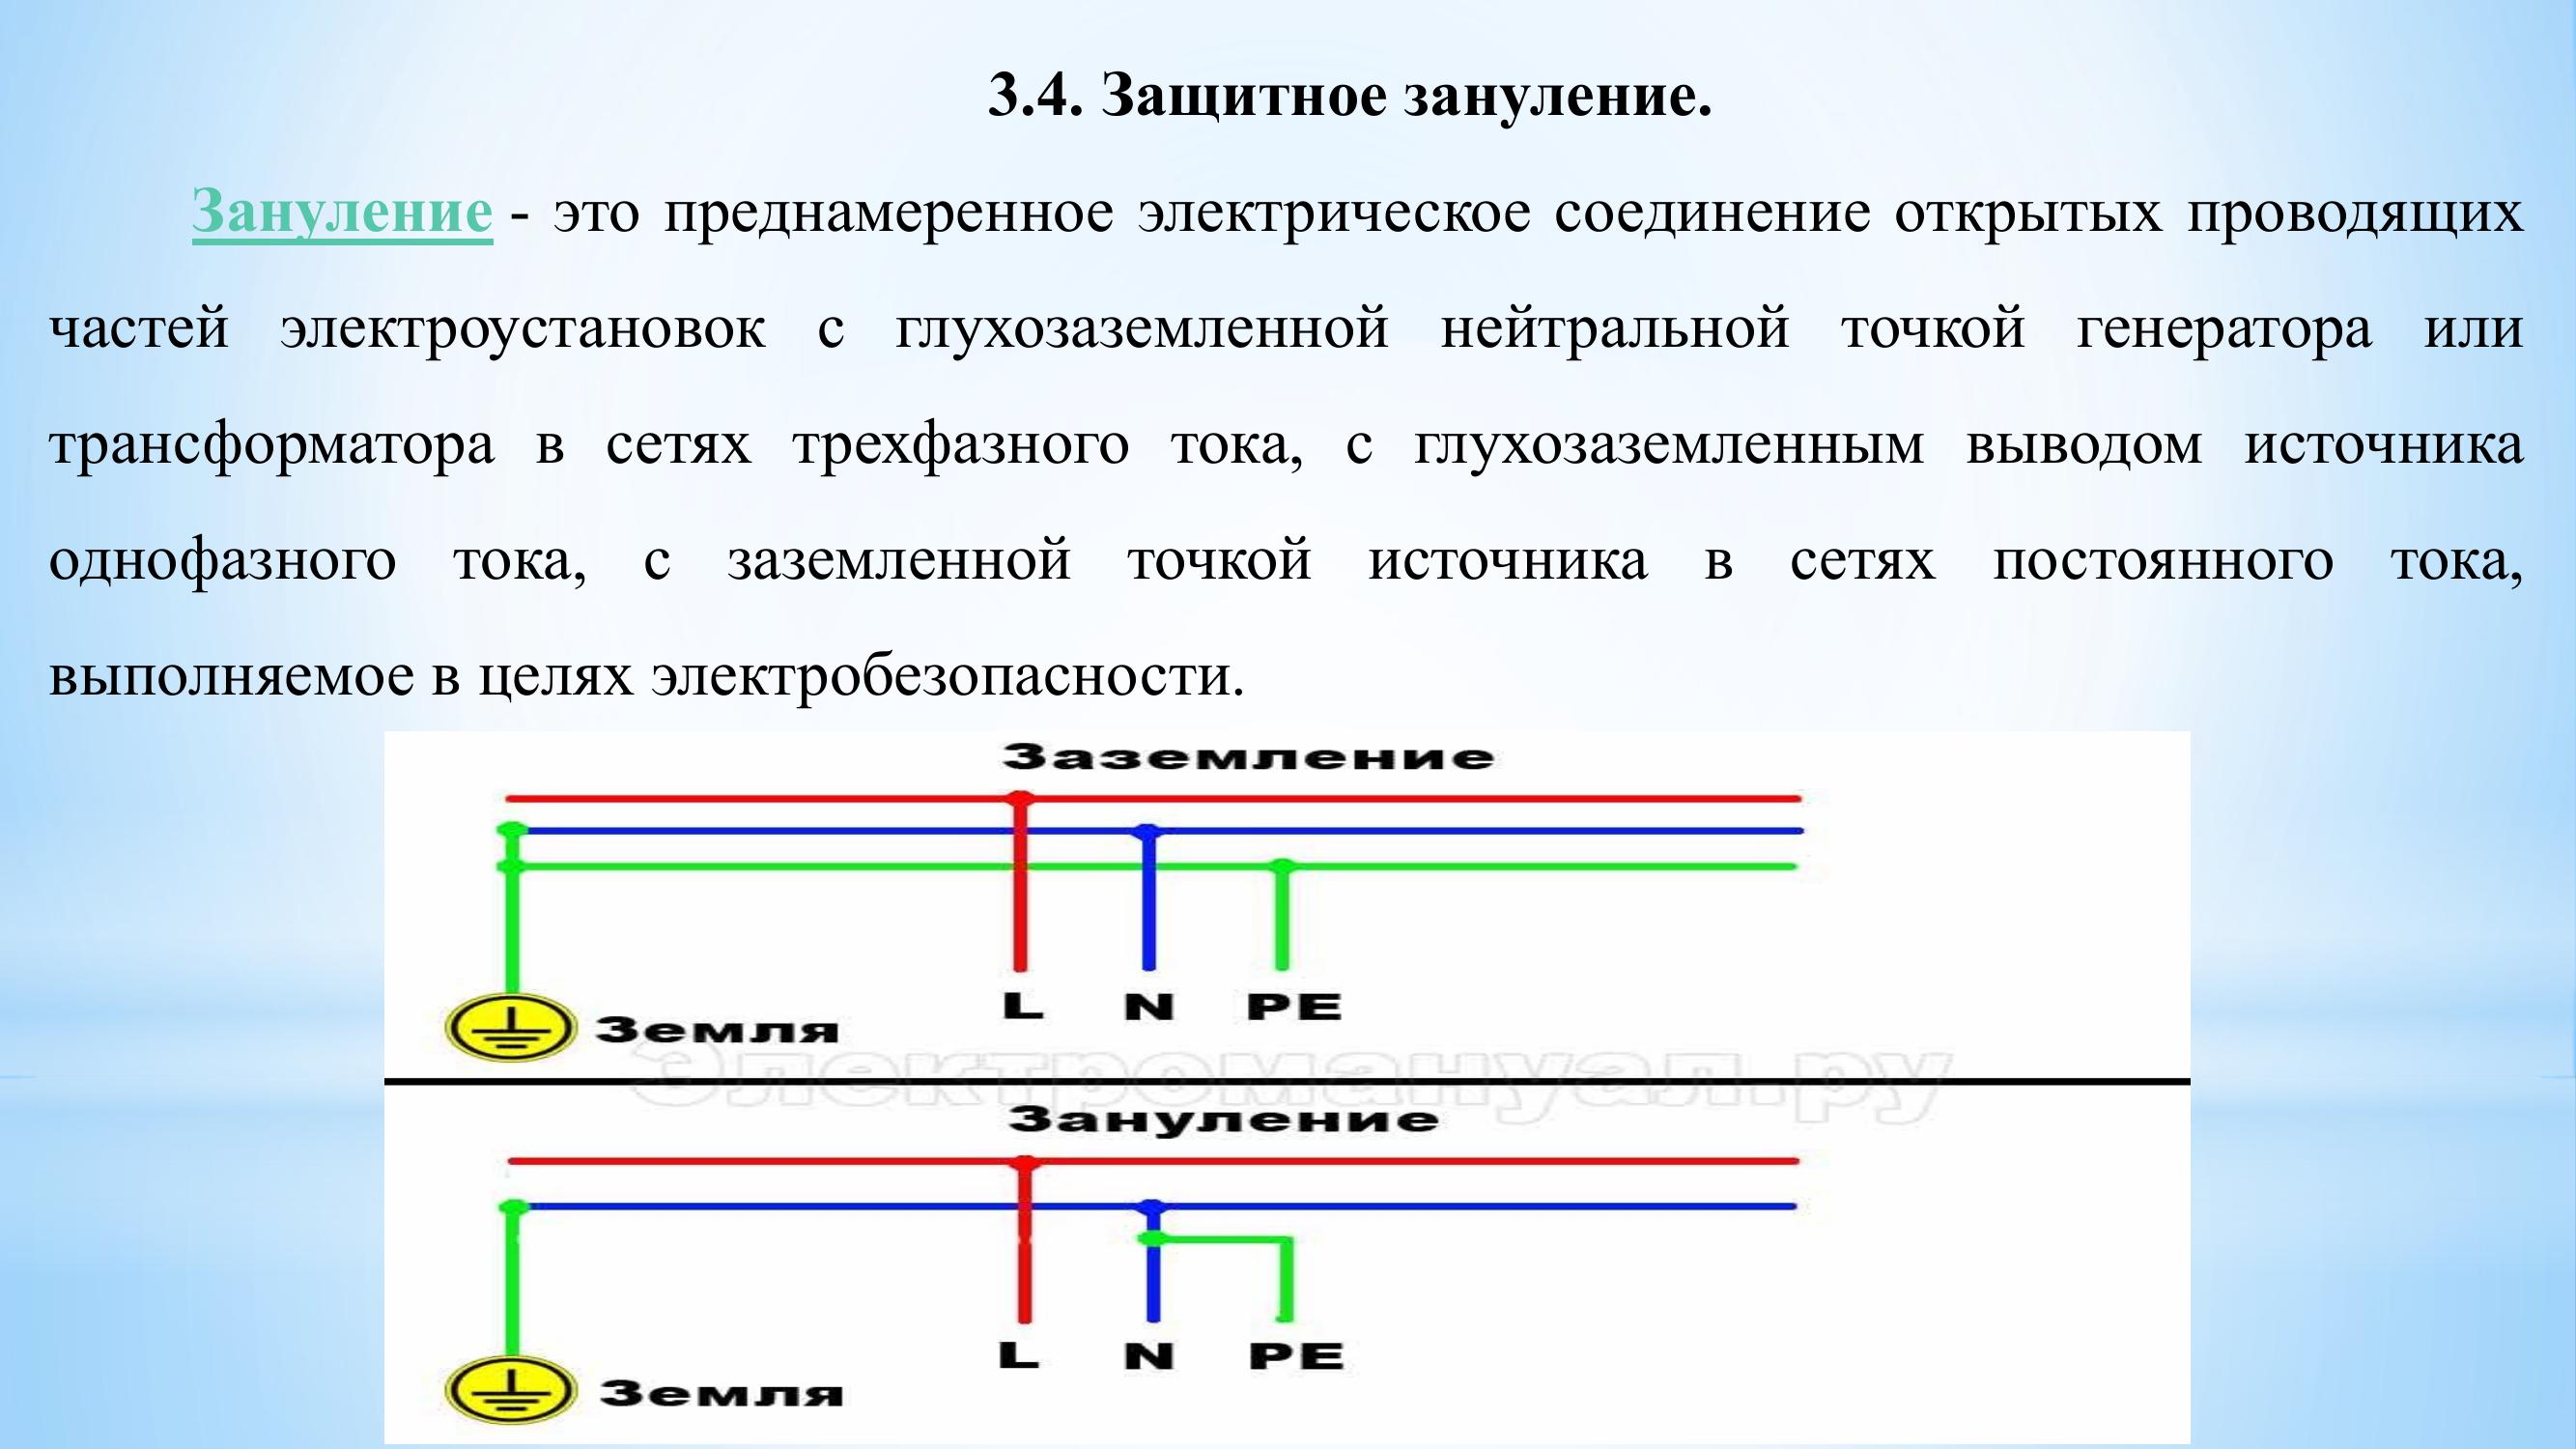 3.4. Защитное зануление.
Зануление - это преднамеренное электрическое соединение открытых проводящих
частей электроустановок с глухозаземленной нейтральной точкой генератора или
трансформатора в сетях трехфазного тока, с глухозаземленным выводом источника
однофазного тока, с заземленной точкой источника в сетях постоянного тока,
выполняемое в целях электробезопасности.
Заземление
L N PE
Земля
Электромануал.ру
Зануление
L N PE
Земля